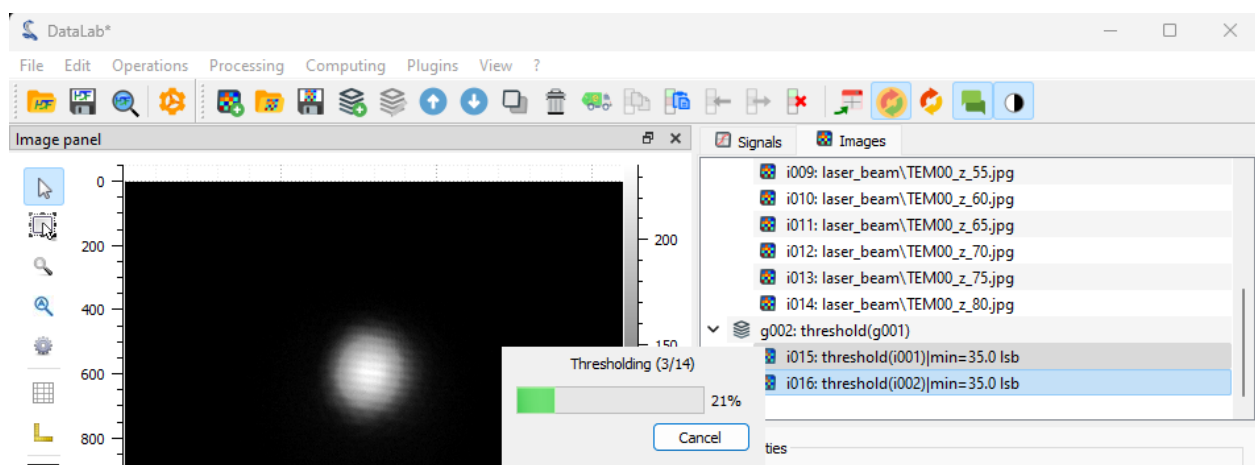 DataLab*
File Edit Operations Processing Computing Plugins View ?
Image panel
Signals Images
0
200
400
600
800
200
150
i009: laser_beam\TEM00_z_55.jpg
i010: laser_beam\TEM00_z_60.jpg
i011: laser_beam\TEM00_z_65.jpg
i012: laser_beam\TEM00_z_70.jpg
i013: laser_beam\TEM00_z_75.jpg
i014: laser_beam\TEM00_z_80.jpg
g002: threshold(g001)
i015: threshold(i001)|min=35.0 lsb
i016: threshold(i002)|min=35.0 lsb
Thresholding (3/14)
21%
Cancel
ties